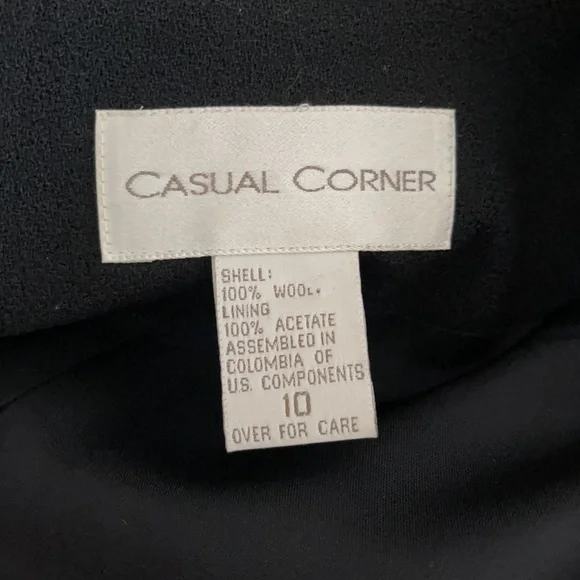 CASUAL CORNER
SHELL:
100% WOOL.
LINING
100% ACETATE
ASSEMBLED IN
COLOMBIA OF
U.S. COMPONENTS
10
OVER FOR CARE